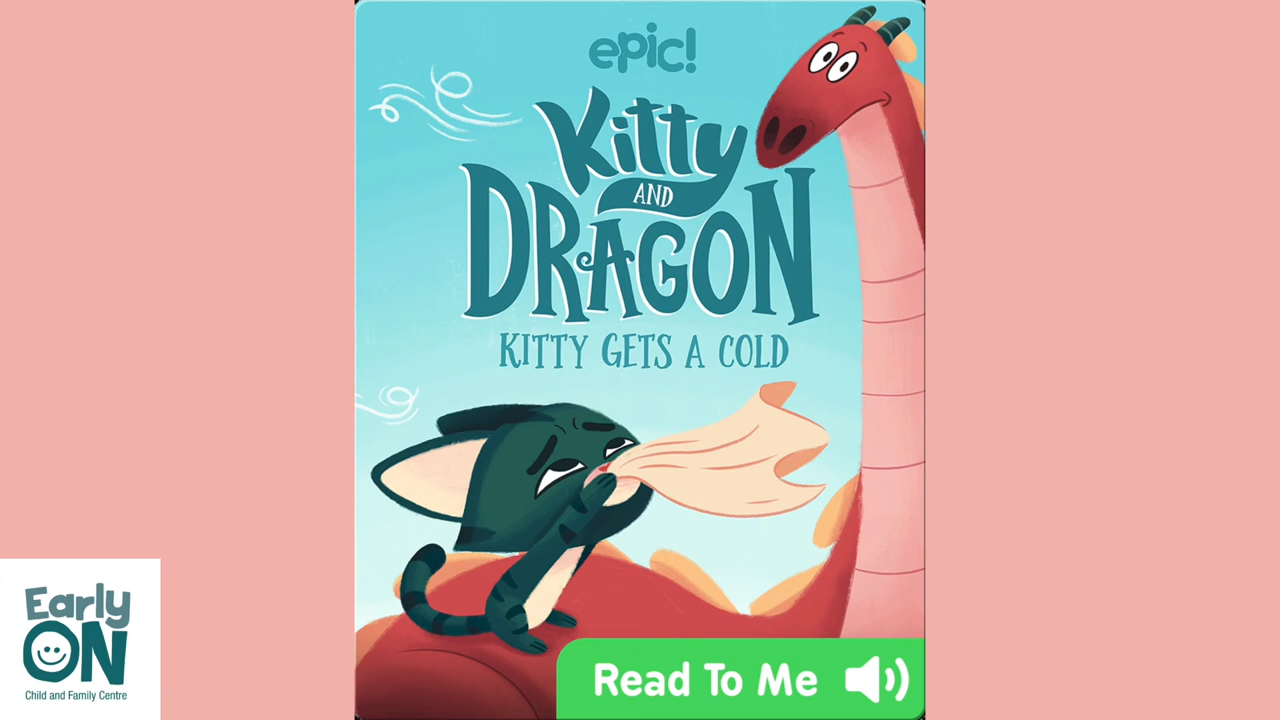 epic!
Kitty
AND
DRAGON
KITTY GETS A COLD
Read To Me
Early
ON
Child and Family Centre